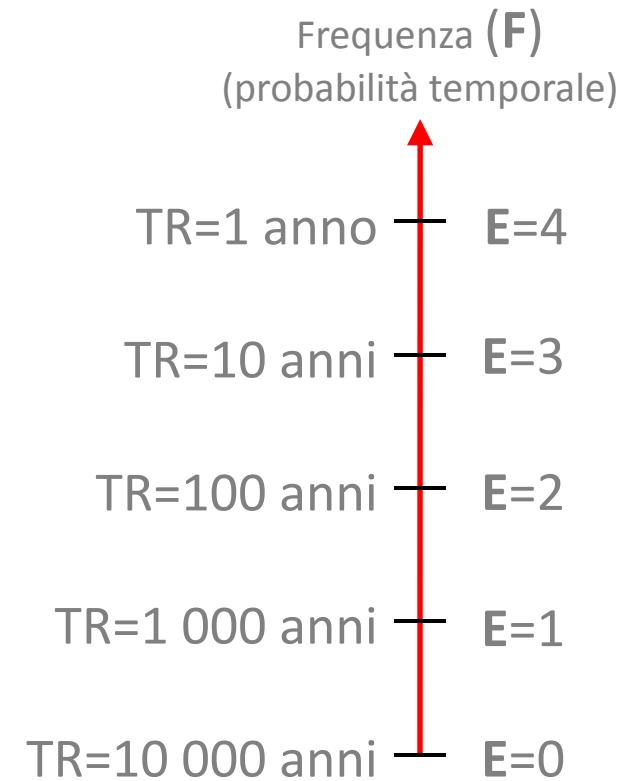 Frequenza (F)
(probabilità temporale)
TR=1 anno E=4
TR=10 anni E=3
TR=100 anni E=2
TR=1 000 anni E=1
TR=10 000 anni E=0